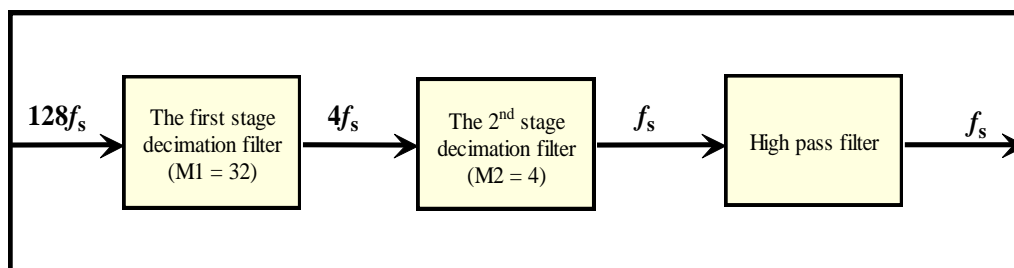 128fs
The first stage
decimation filter
(M1 = 32)
4fs
The 2nd stage
decimation filter
(M2 = 4)
fs
High pass filter
fs